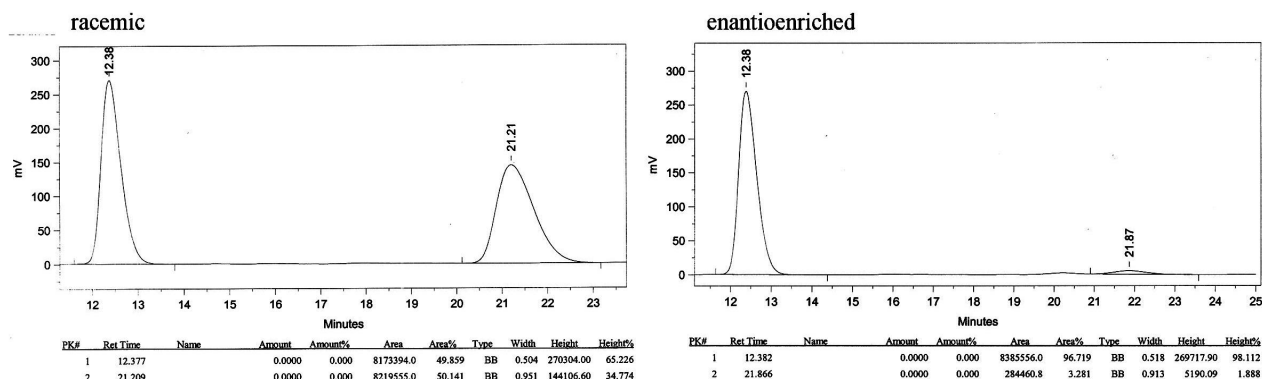 racemic
300
250
200
150
100
50
0
mV
12.38
21.21
12 13 14 15 16 17 18 19 20 21 22 23
Minutes
PK# Ret Time Name Amount Amount% Area Area% Type Width Height Height%
1 12.377 0.0000 0.000 8173394.0 49.859 BB 0.504 270304.00 65.226
2 21.209 0.0000 0.000 8219555.0 50.141 BB 0.951 144106.60 34.774
enantioenriched
300
250
200
150
100
50
0
mV
12.38
21.87
12 13 14 15 16 17 18 19 20 21 22 23 24 25
Minutes
PK# Ret Time Name Amount Amount% Area Area% Type Width Height Height%
1 12.382 0.0000 0.000 8385556.0 96.719 BB 0.518 269717.90 98.112
2 21.866 0.0000 0.000 284460.8 3.281 BB 0.913 5190.09 1.888